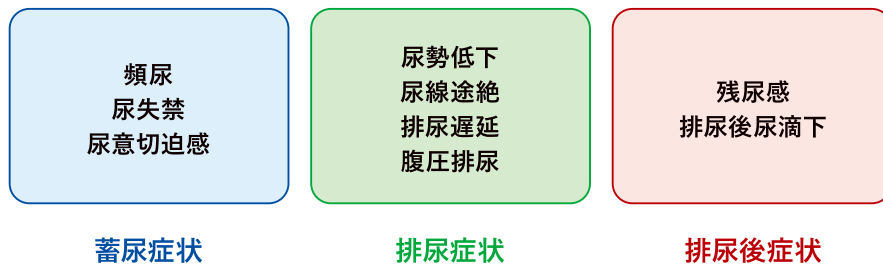 頻尿
尿失禁
尿意切迫感
蓄尿症状
尿勢低下
尿線途絶
排尿遅延
腹圧排尿
排尿症状
残尿感
排尿後尿滴下
排尿後症状